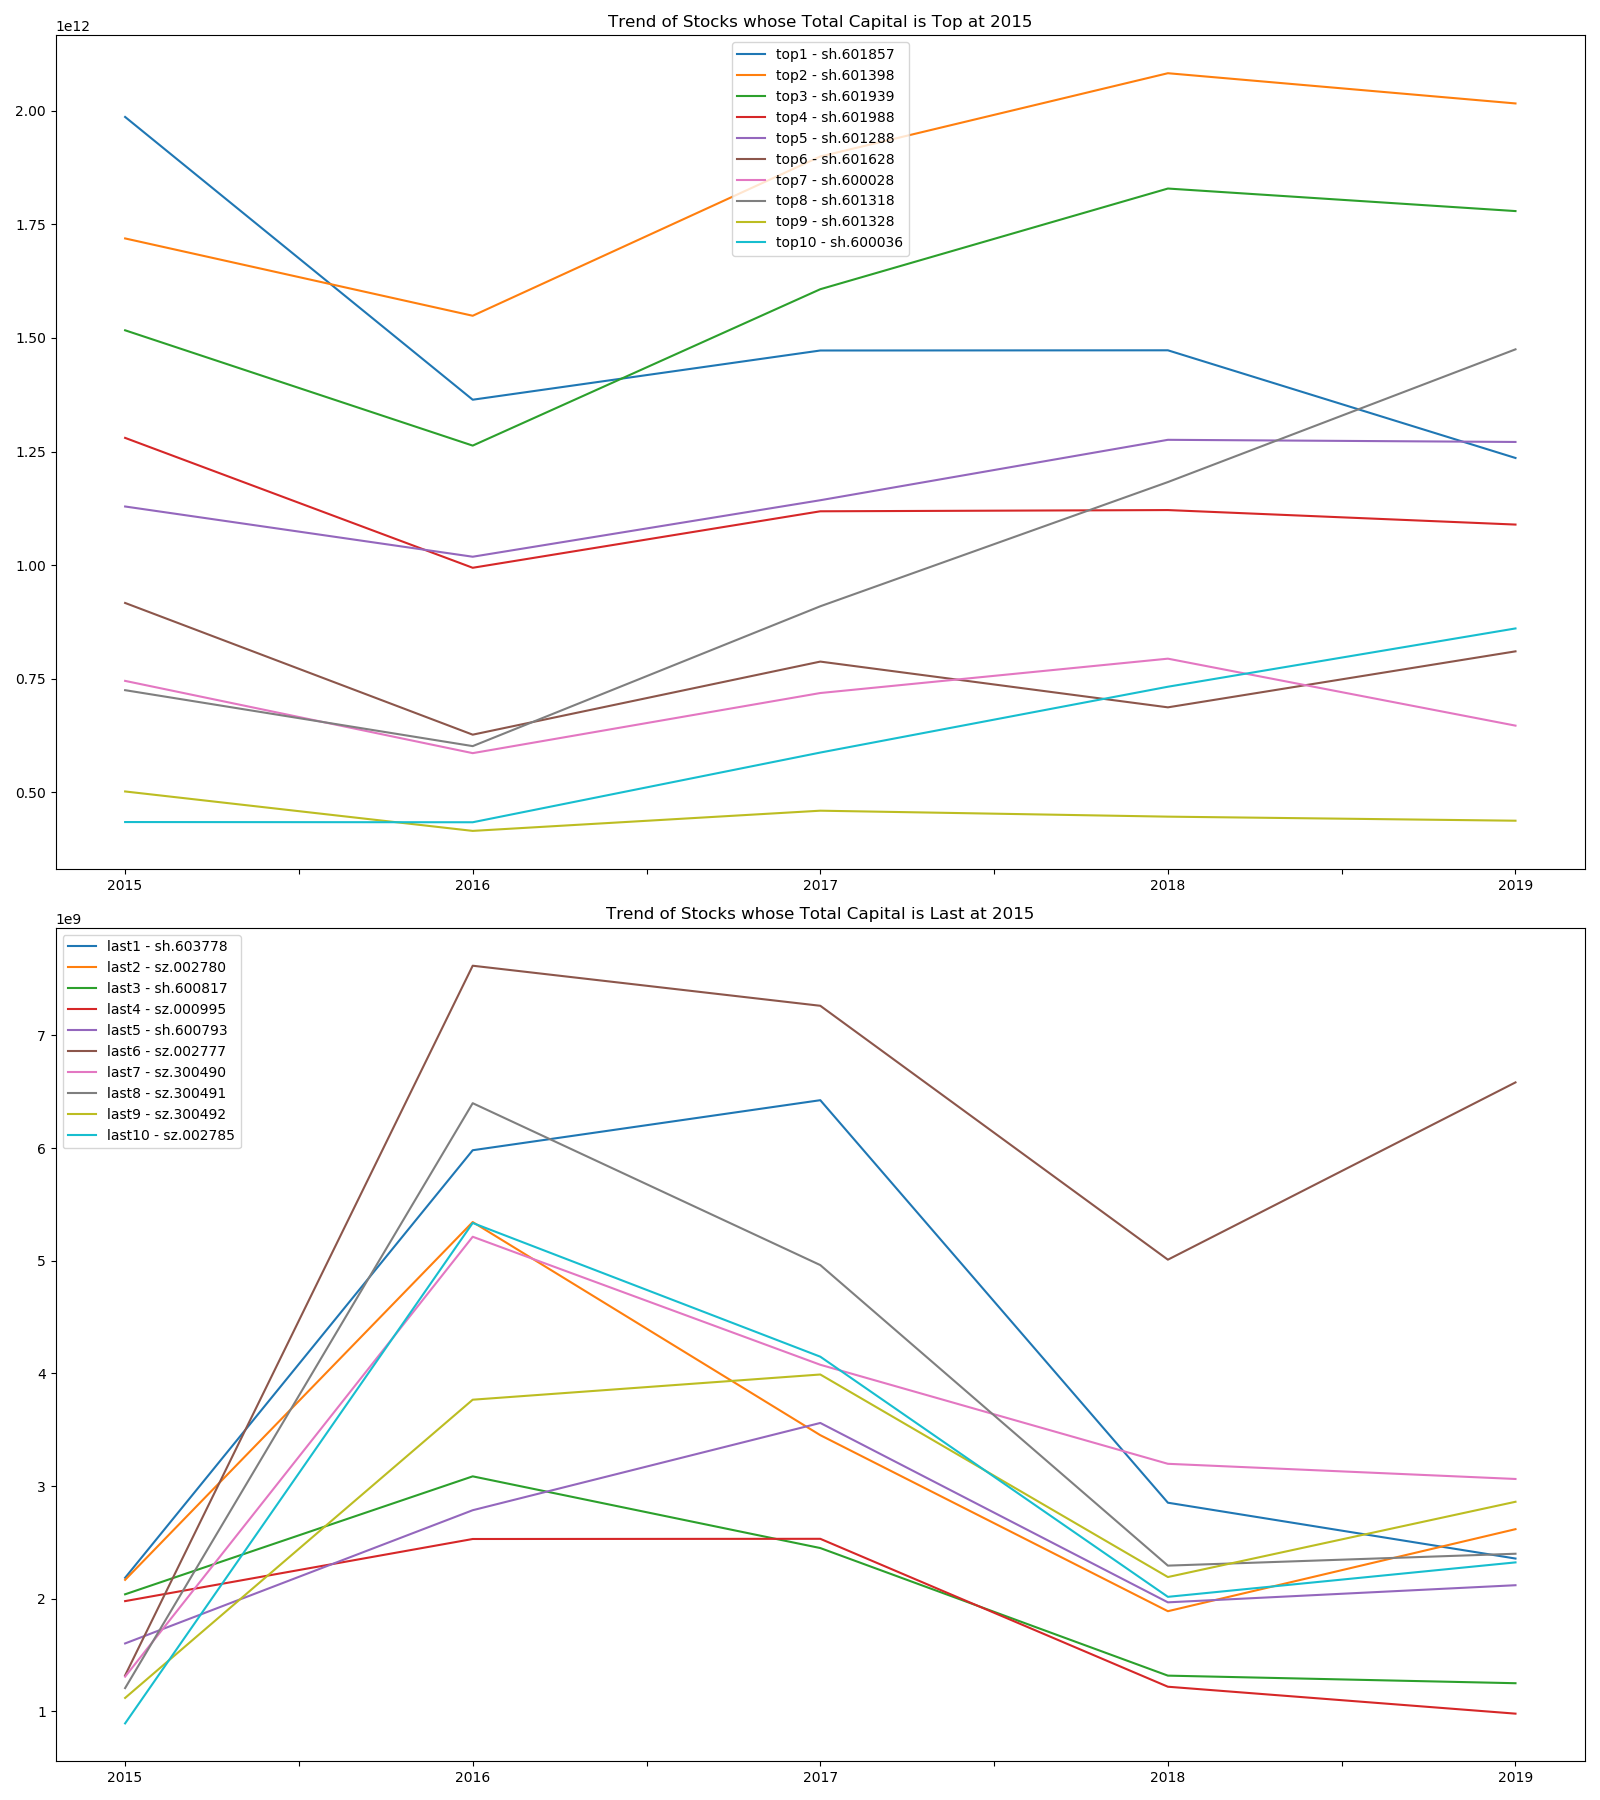 Trend of Stocks whose Total Capital is Top at 2015
1e12
top1 - sh.601857
top2 - sh.601398
top3 - sh.601939
top4 - sh.601988
top5 - sh.601288
top6 - sh.601628
top7 - sh.600028
top8 - sh.601318
top9 - sh.601328
top10 - sh.600036
2.00
1.75
1.50
1.25
1.00
0.75
0.50
2015 2016 2017 2018 2019
Trend of Stocks whose Total Capital is Last at 2015
1e9
last1 - sh.603778
last2 - sz.002780
last3 - sh.600817
last4 - sz.000995
last5 - sh.600793
last6 - sz.002777
last7 - sz.300490
last8 - sz.300491
last9 - sz.300492
last10 - sz.002785
7
6
5
4
3
2
1
2015 2016 2017 2018 2019